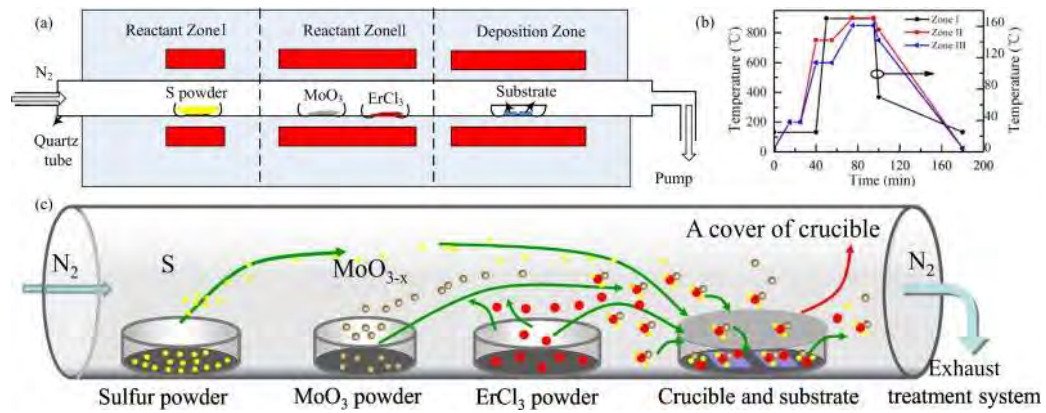 (a)
Reactant Zone1
Reactant ZoneⅡ
Deposition Zone
N2
S powder
MoO3
ErCl3
Substrate
Quartz
tube
Pump
(b)
Temperature (℃)
800
600
400
200
0
Zone I
Zone II
Zone III
160
120
80
40
0
Temperature (℃)
0 40 80 120 160 200
Time (min)
(c)
A cover of crucible
N2
S
MoO3-x
N2
Sulfur powder
MoO3 powder
ErCl3 powder
Crucible and substrate
Exhaust
treatment system